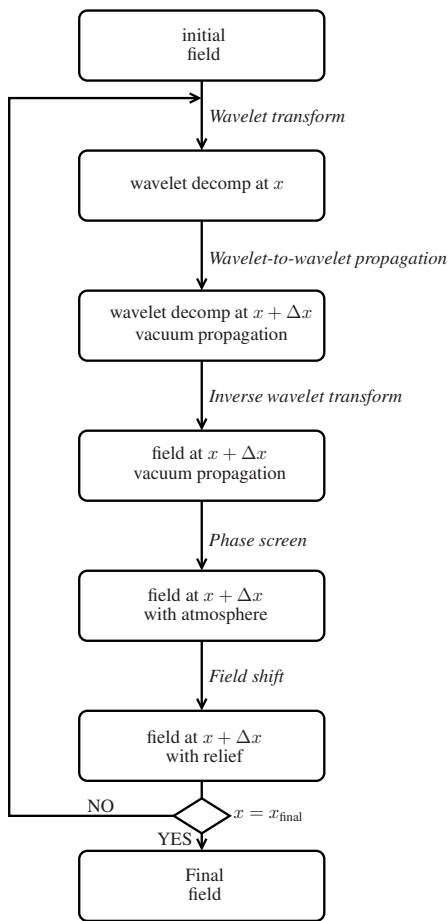 initial
field
Wavelet transform
wavelet decomp at x
Wavelet-to-wavelet propagation
wavelet decomp at x + Δx
vacuum propagation
Inverse wavelet transform
field at x + Δx
vacuum propagation
Phase screen
field at x + Δx
with atmosphere
Field shift
field at x + Δx
with relief
NO
x = x_final
YES
Final
field